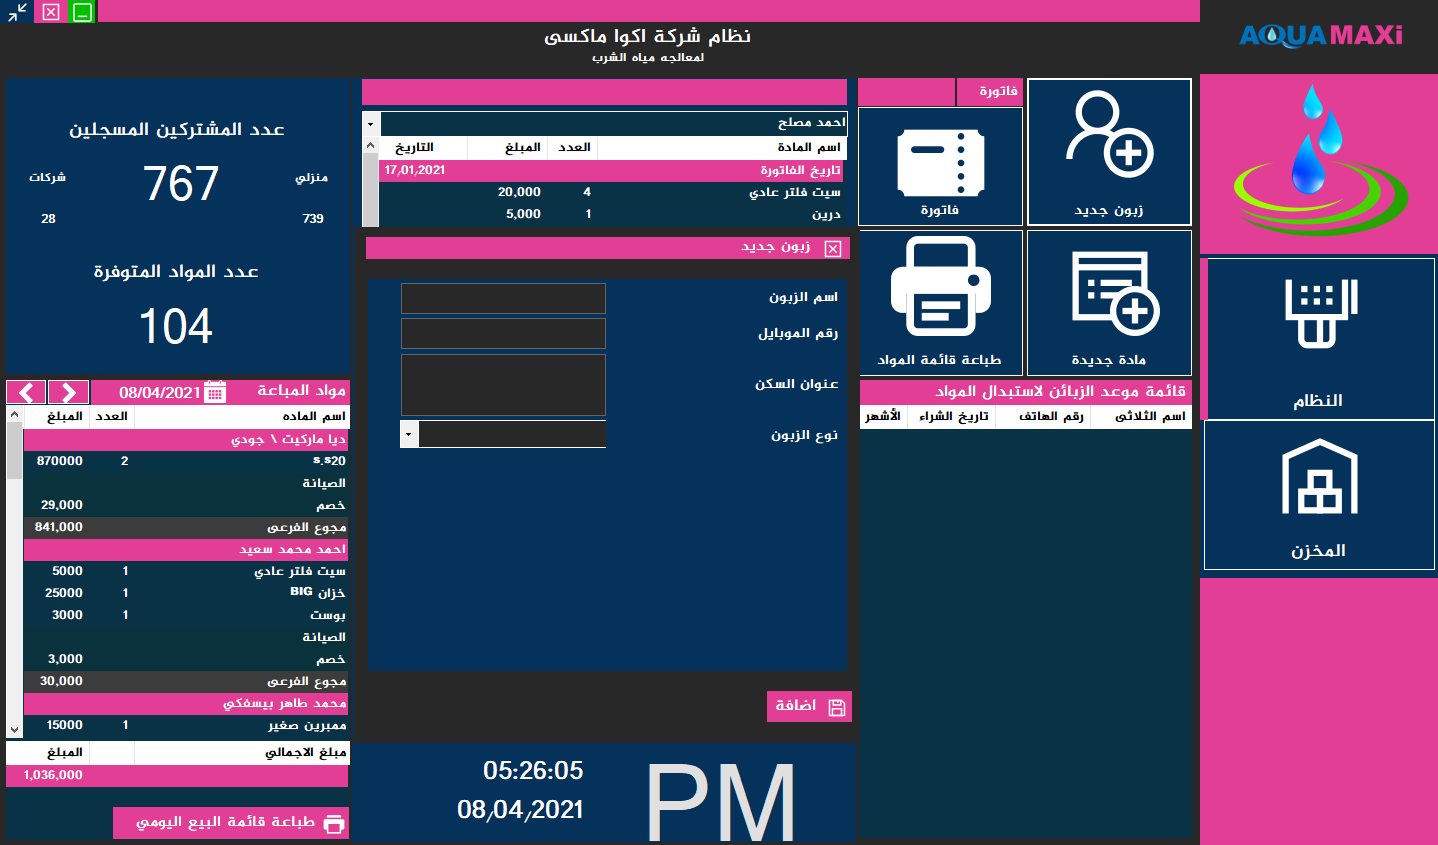 AQUA MAXi
نظام شركة اكوا ماكسى
لمعالجه مياه الشرب
النظام
المخزن
زبون جديد
فاتورة
فاتورة
مادة جديدة
طباعة قائمة المواد
قائمة موعد الزبائن لاستبدال المواد
اسم الثلاثى رقم الهاتف تاريخ الشراء الأشهر
احمد مصلح
اسم المادة العدد المبلغ التاريخ
تاريخ الفاتورة 17/01/2021
سيت فلتر عادي 4 20,000
درين 1 5,000
زبون جديد
اسم الزبون
رقم الموبايل
عنوان السكن
نوع الزبون
اضافة
05:26:05
08/04/2021
PM
عدد المشتركين المسجلين
767
منزلي شركات
739 28
عدد المواد المتوفرة
104
مواد المباعة 08/04/2021
اسم الماده العدد المبلغ
ديا ماركيت \ جودي
s.s20 2 870000
الصيانة
خصم 29,000
مجوع الفرعى 841,000
احمد محمد سعيد
سيت فلتر عادي 1 5000
خزان BIG 1 25000
بوست 1 3000
الصيانة
خصم 3,000
مجوع الفرعى 30,000
محمد طاهر بيسفكي
ممبرين صغير 1 15000
مبلغ الاجمالي المبلغ
1,036,000
طباعة قائمة البيع اليومي